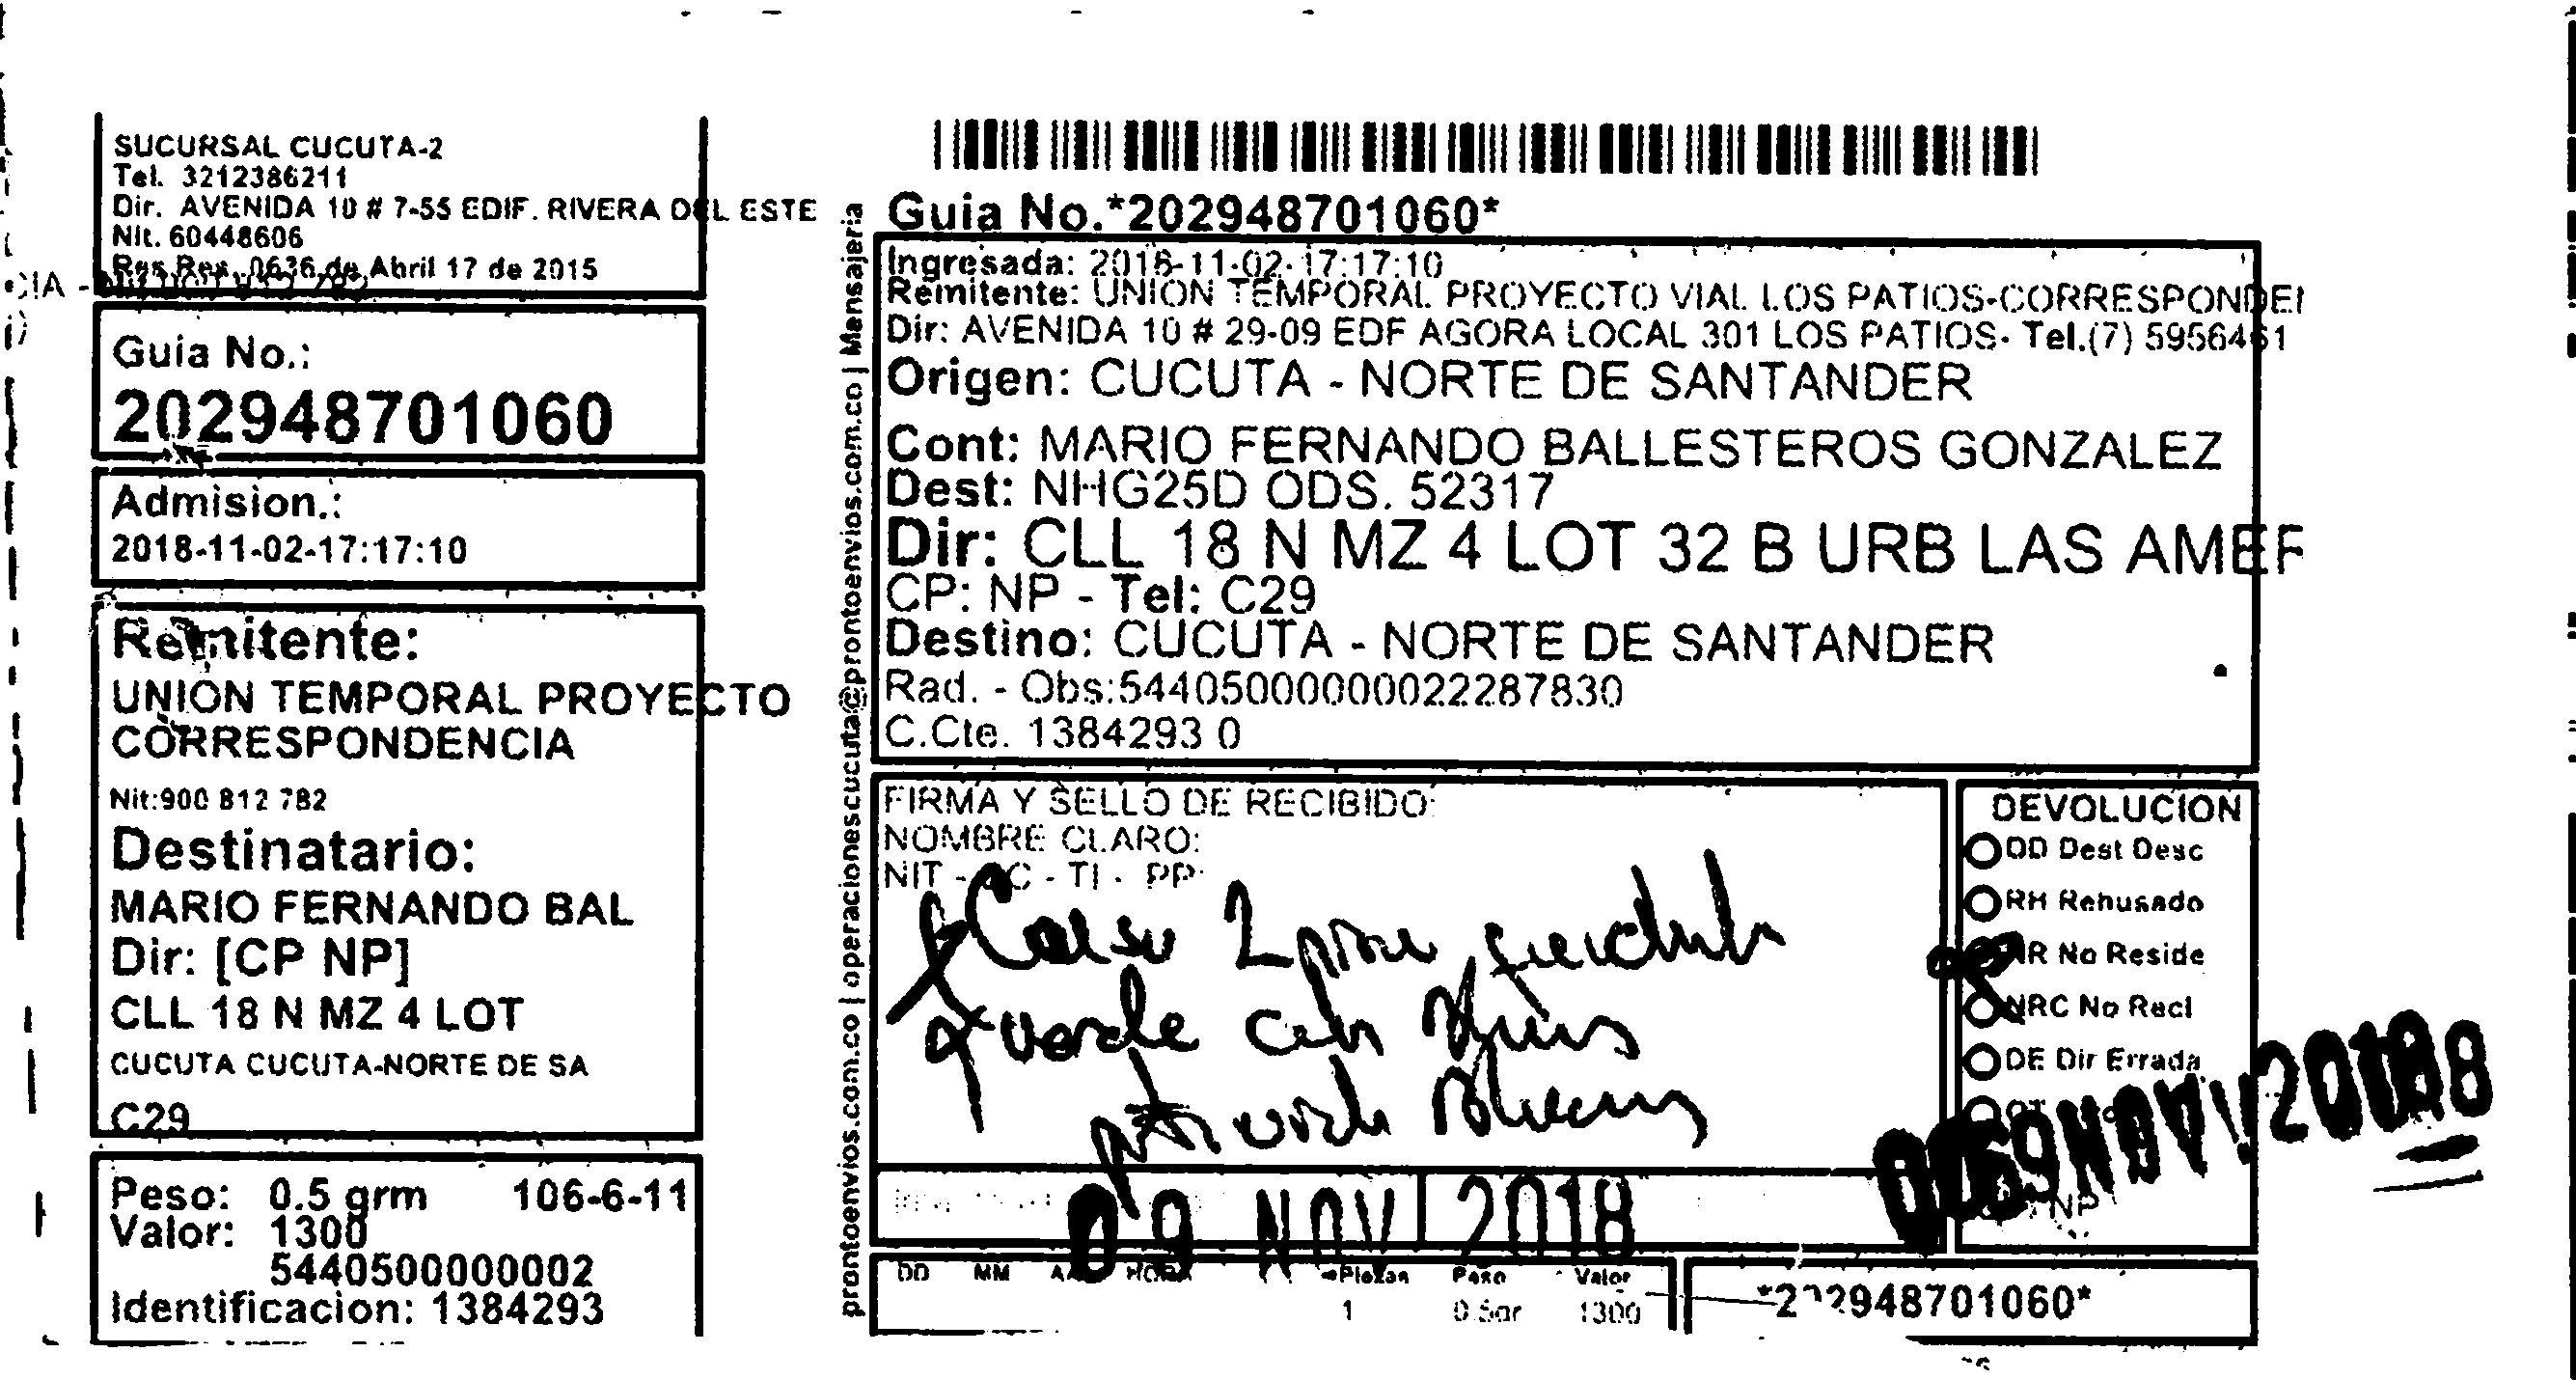 SUCURSAL CUCUTA-2
Tel. 3212386211
Dir. AVENIDA 10 # 7-55 EDIF. RIVERA DEL ESTE
Nit. 60448606
Res Res. 0636 de Abril 17 de 2015
CIA -
Guia No.:
202948701060
Admision.:
2018-11-02-17:17:10
Remitente:
UNION TEMPORAL PROYECTO
CORRESPONDENCIA
Nit:900 812 782
Destinatario:
MARIO FERNANDO BAL
Dir: [CP NP]
CLL 18 N MZ 4 LOT
CUCUTA CUCUTA-NORTE DE SA
C29
Peso: 0.5 grm 106-6-11
Valor: 1300
5440500000002
Identificacion: 1384293
prontoenvios.com.co | operacionescucuta@prontoenvios.com.co | Mensajeria
Guia No.*202948701060*
Ingresada: 2018-11-02-17:17:10
Remitente: UNION TEMPORAL PROYECTO VIAL LOS PATIOS-CORRESPONDE
Dir: AVENIDA 10 # 29-09 EDF AGORA LOCAL 301 LOS PATIOS- Tel.(7) 5956461
Origen: CUCUTA - NORTE DE SANTANDER
Cont: MARIO FERNANDO BALLESTEROS GONZALEZ
Dest: NHG25D ODS. 52317
Dir: CLL 18 N MZ 4 LOT 32 B URB LAS AMER
CP: NP - Tel: C29
Destino: CUCUTA - NORTE DE SANTANDER
Rad. - Obs:544050000000022287830
C.Cte. 1384293 0
FIRMA Y SELLO DE RECIBIDO:
NOMBRE CLARO:
NIT - CC - TI - PP:
Casa 2
verde
09 NOV 2018
DD MM HORA Piezas Peso Valor
1 0.5gr 1300
DEVOLUCION
DD Dest Desc
RH Rehusado
NR No Reside
NRC No Recl
DE Dir Errada
NOV 2018
NP
*202948701060*